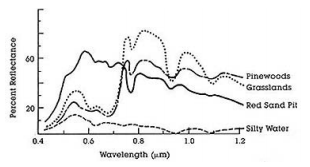 Percent Reflectance
60
20
Pinewoods
Grasslands
Red Sand Pit
Silty Water
0.4 0.6 0.8 1.0 1.2
Wavelength (μm)